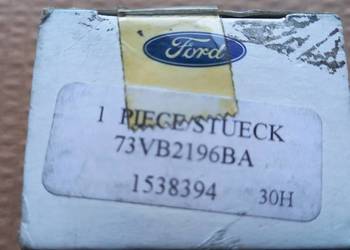 Ford
1 PIECE/STUECK
73VB2196BA
1538394 30H